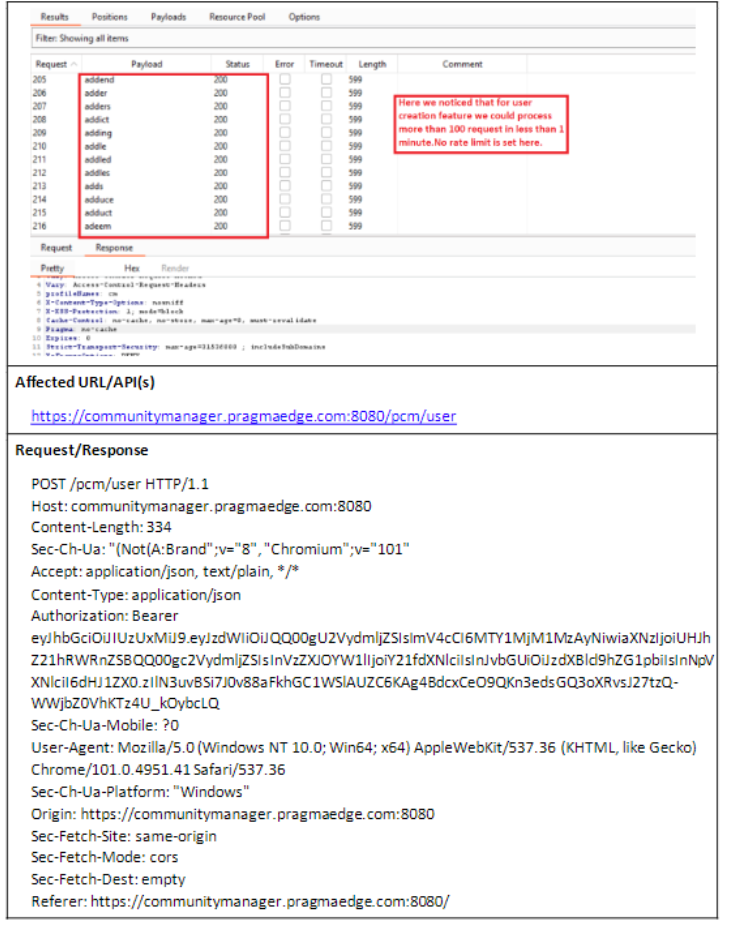 Results Positions Payloads Resource Pool Options
Filter: Showing all items
Request Payload Status Error Timeout Length Comment
205 addend 200 599
206 adder 200 599
207 adders 200 599
208 addict 200 599
209 adding 200 599
210 addle 200 599
211 addled 200 599
212 addles 200 599
213 adds 200 599
214 adduce 200 599
215 adduct 200 599
216 adeem 200 599
Here we noticed that for user
creation feature we could process
more than 100 request in less than 1
minute.No rate limit is set here.
Request Response
Pretty Hex Render
4 Vary: Access-Control-Request-Headers
5 profileNames: cm
6 X-Content-Type-Options: nosniff
7 X-XSS-Protection: 1; mode=block
8 Cache-Control: no-cache, no-store, max-age=0, must-revalidate
9 Pragma: no-cache
10 Expires: 0
11 Strict-Transport-Security: max-age=31536000 ; includeSubDomains
Affected URL/API(s)
https://communitymanager.pragmaedge.com:8080/pcm/user
Request/Response
POST /pcm/user HTTP/1.1
Host: communitymanager.pragmaedge.com:8080
Content-Length: 334
Sec-Ch-Ua: "(Not(A:Brand";v="8", "Chromium";v="101"
Accept: application/json, text/plain, */*
Content-Type: application/json
Authorization: Bearer
eyJhbGciOiJIUzUxMiJ9.eyJzdWIiOiJQQ00gU2VydmljZSIsImV4cCI6MTY1MjM1MzAyNiwiaXNzIjoiUHJh
Z21hRWRnZSBQQ00gc2VydmljZSIsInVzZXJOYW1lIjoiY21fdXNlciIsInJvbGUiOiJzdXBlcl9hZG1pbiIsInNpV
XNlciI6dHJ1ZX0.zIlN3uvBSi7J0v88aFkhGC1WSlAUZC6KAg4BdcxCeO9QKn3edsGQ3oXRvsJ27tzQ-
WWjbZ0VhKTz4U_kOybcLQ
Sec-Ch-Ua-Mobile: ?0
User-Agent: Mozilla/5.0 (Windows NT 10.0; Win64; x64) AppleWebKit/537.36 (KHTML, like Gecko)
Chrome/101.0.4951.41 Safari/537.36
Sec-Ch-Ua-Platform: "Windows"
Origin: https://communitymanager.pragmaedge.com:8080
Sec-Fetch-Site: same-origin
Sec-Fetch-Mode: cors
Sec-Fetch-Dest: empty
Referer: https://communitymanager.pragmaedge.com:8080/